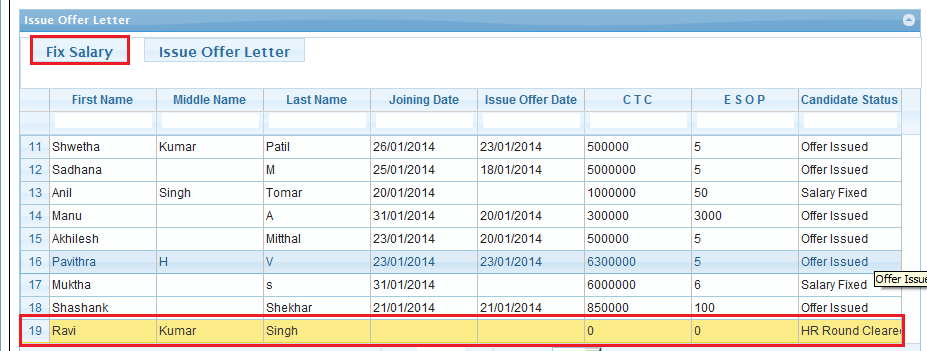 Issue Offer Letter
Fix Salary Issue Offer Letter
First Name Middle Name Last Name Joining Date Issue Offer Date C T C E S O P Candidate Status
11 Shwetha Kumar Patil 26/01/2014 23/01/2014 500000 5 Offer Issued
12 Sadhana M 25/01/2014 18/01/2014 5000000 5 Offer Issued
13 Anil Singh Tomar 20/01/2014 1000000 50 Salary Fixed
14 Manu A 31/01/2014 20/01/2014 300000 3000 Offer Issued
15 Akhilesh Mitthal 23/01/2014 20/01/2014 500000 5 Offer Issued
16 Pavithra H V 23/01/2014 23/01/2014 6300000 5 Offer Issued
Offer Issue
17 Muktha s 31/01/2014 6000000 6 Salary Fixed
18 Shashank Shekhar 21/01/2014 21/01/2014 850000 100 Offer Issued
19 Ravi Kumar Singh 0 0 HR Round Cleared